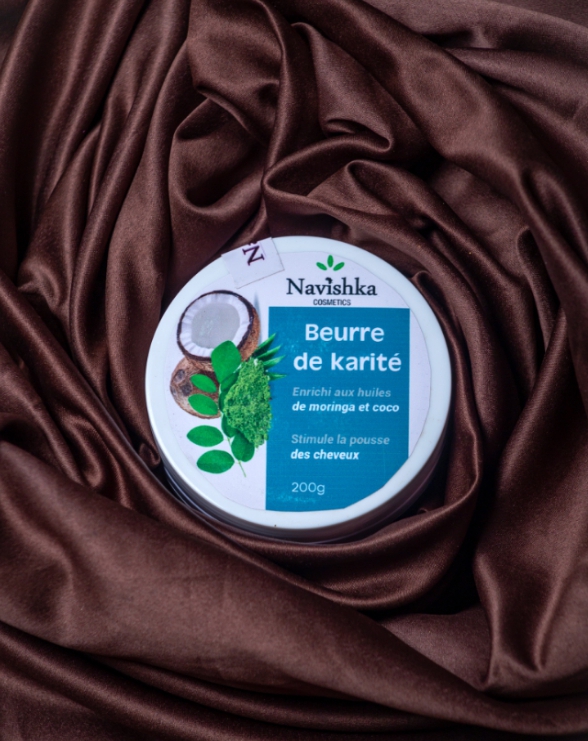 N
Navishka
COSMETICS
Beurre
de karité
Enrichi aux huiles
de moringa et coco
Stimule la pousse
des cheveux
200g